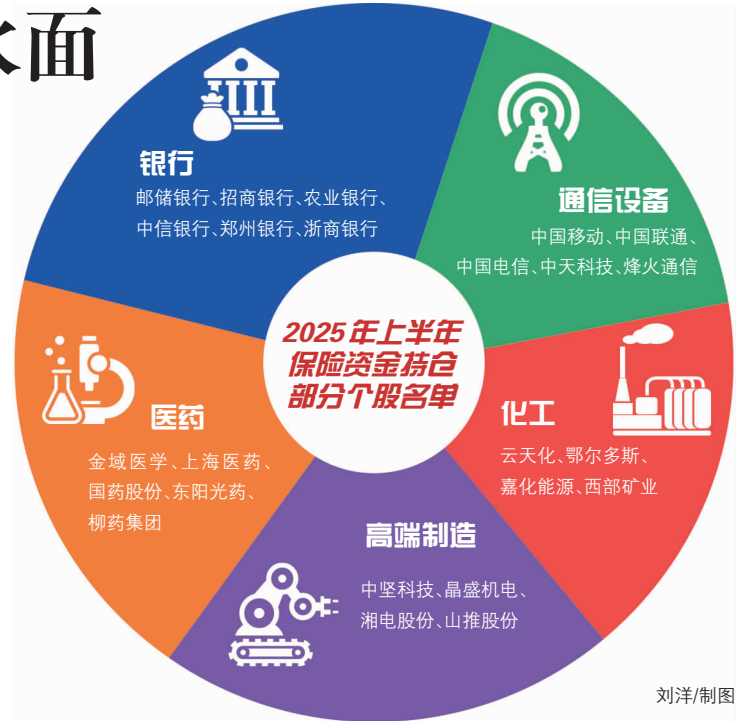 水面
银行
邮储银行、招商银行、农业银行、
中信银行、郑州银行、浙商银行
通信设备
中国移动、中国联通、
中国电信、中天科技、烽火通信
2025年上半年
保险资金持仓
部分个股名单
医药
金域医学、上海医药、
国药股份、东阳光药、
柳药集团
化工
云天化、鄂尔多斯、
嘉化能源、西部矿业
高端制造
中坚科技、晶盛机电、
湘电股份、山推股份
刘洋/制图